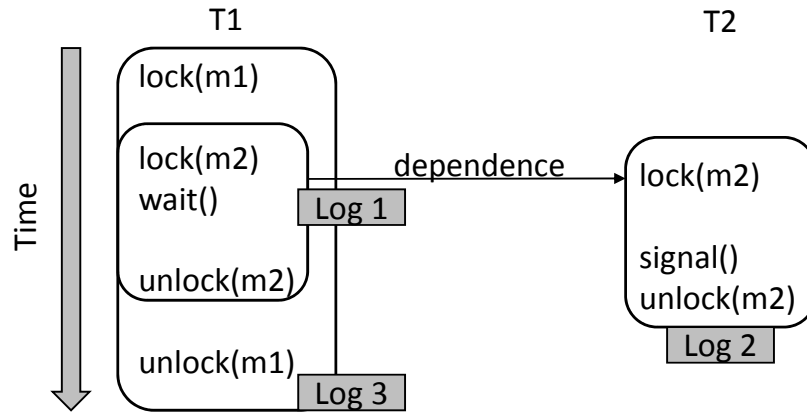 T1
T2
Time
lock(m1)
lock(m2)
wait()
Log 1
unlock(m2)
unlock(m1)
Log 3
dependence
lock(m2)
signal()
unlock(m2)
Log 2